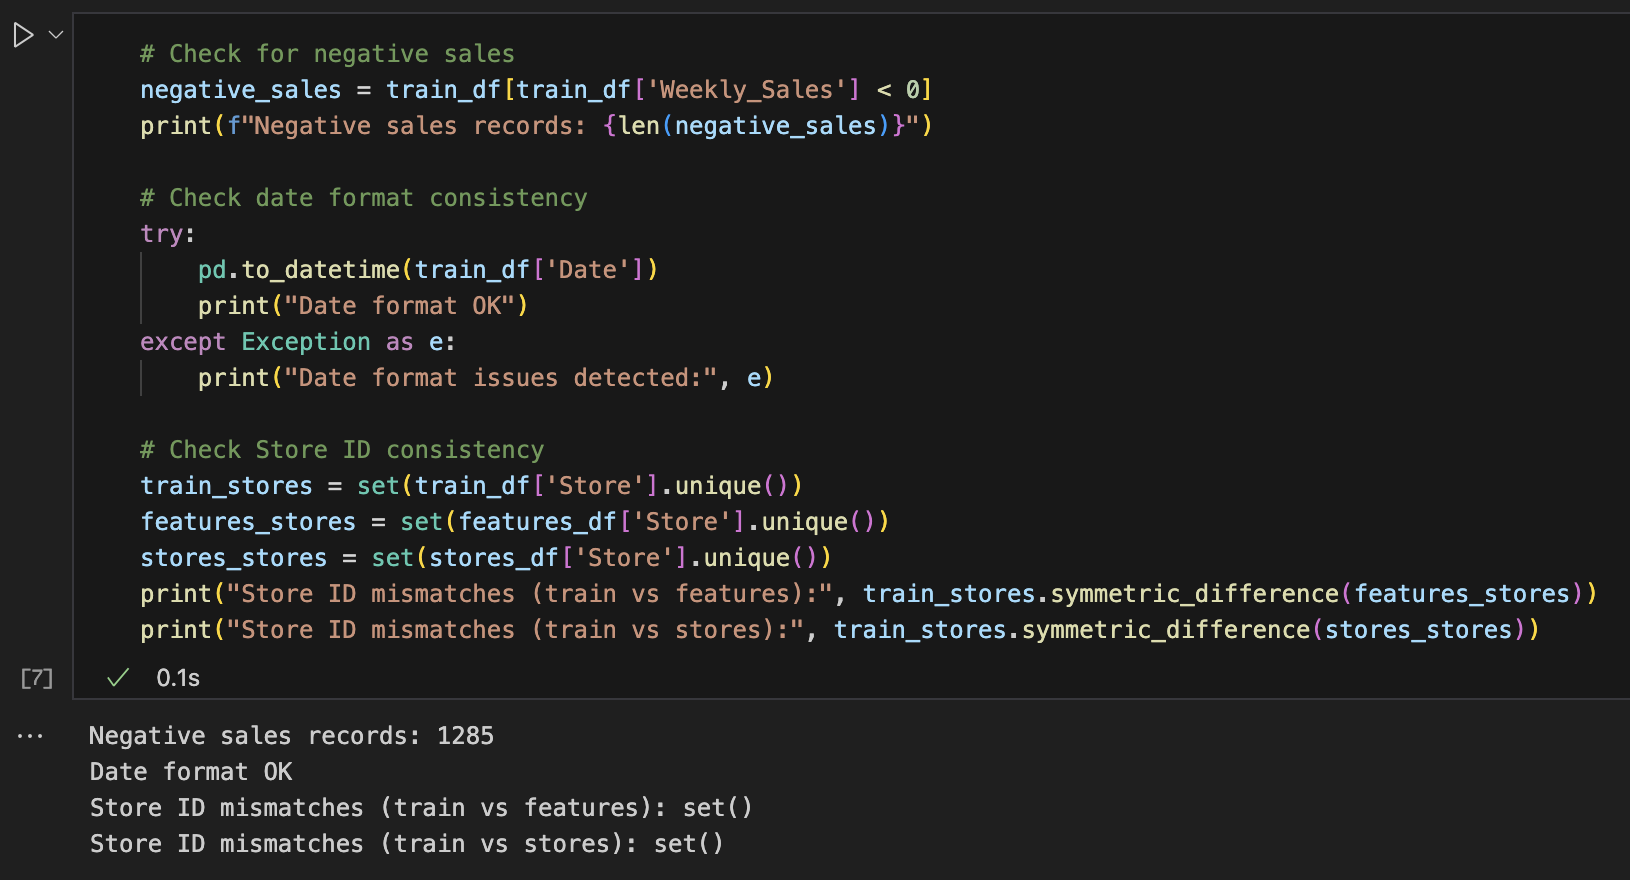 # Check for negative sales
negative_sales = train_df[train_df['Weekly_Sales'] < 0]
print(f"Negative sales records: {len(negative_sales)}")
# Check date format consistency
try:
    pd.to_datetime(train_df['Date'])
    print("Date format OK")
except Exception as e:
    print("Date format issues detected:", e)
# Check Store ID consistency
train_stores = set(train_df['Store'].unique())
features_stores = set(features_df['Store'].unique())
stores_stores = set(stores_df['Store'].unique())
print("Store ID mismatches (train vs features):", train_stores.symmetric_difference(features_stores))
print("Store ID mismatches (train vs stores):", train_stores.symmetric_difference(stores_stores))
[7] ✓ 0.1s
... Negative sales records: 1285
Date format OK
Store ID mismatches (train vs features): set()
Store ID mismatches (train vs stores): set()